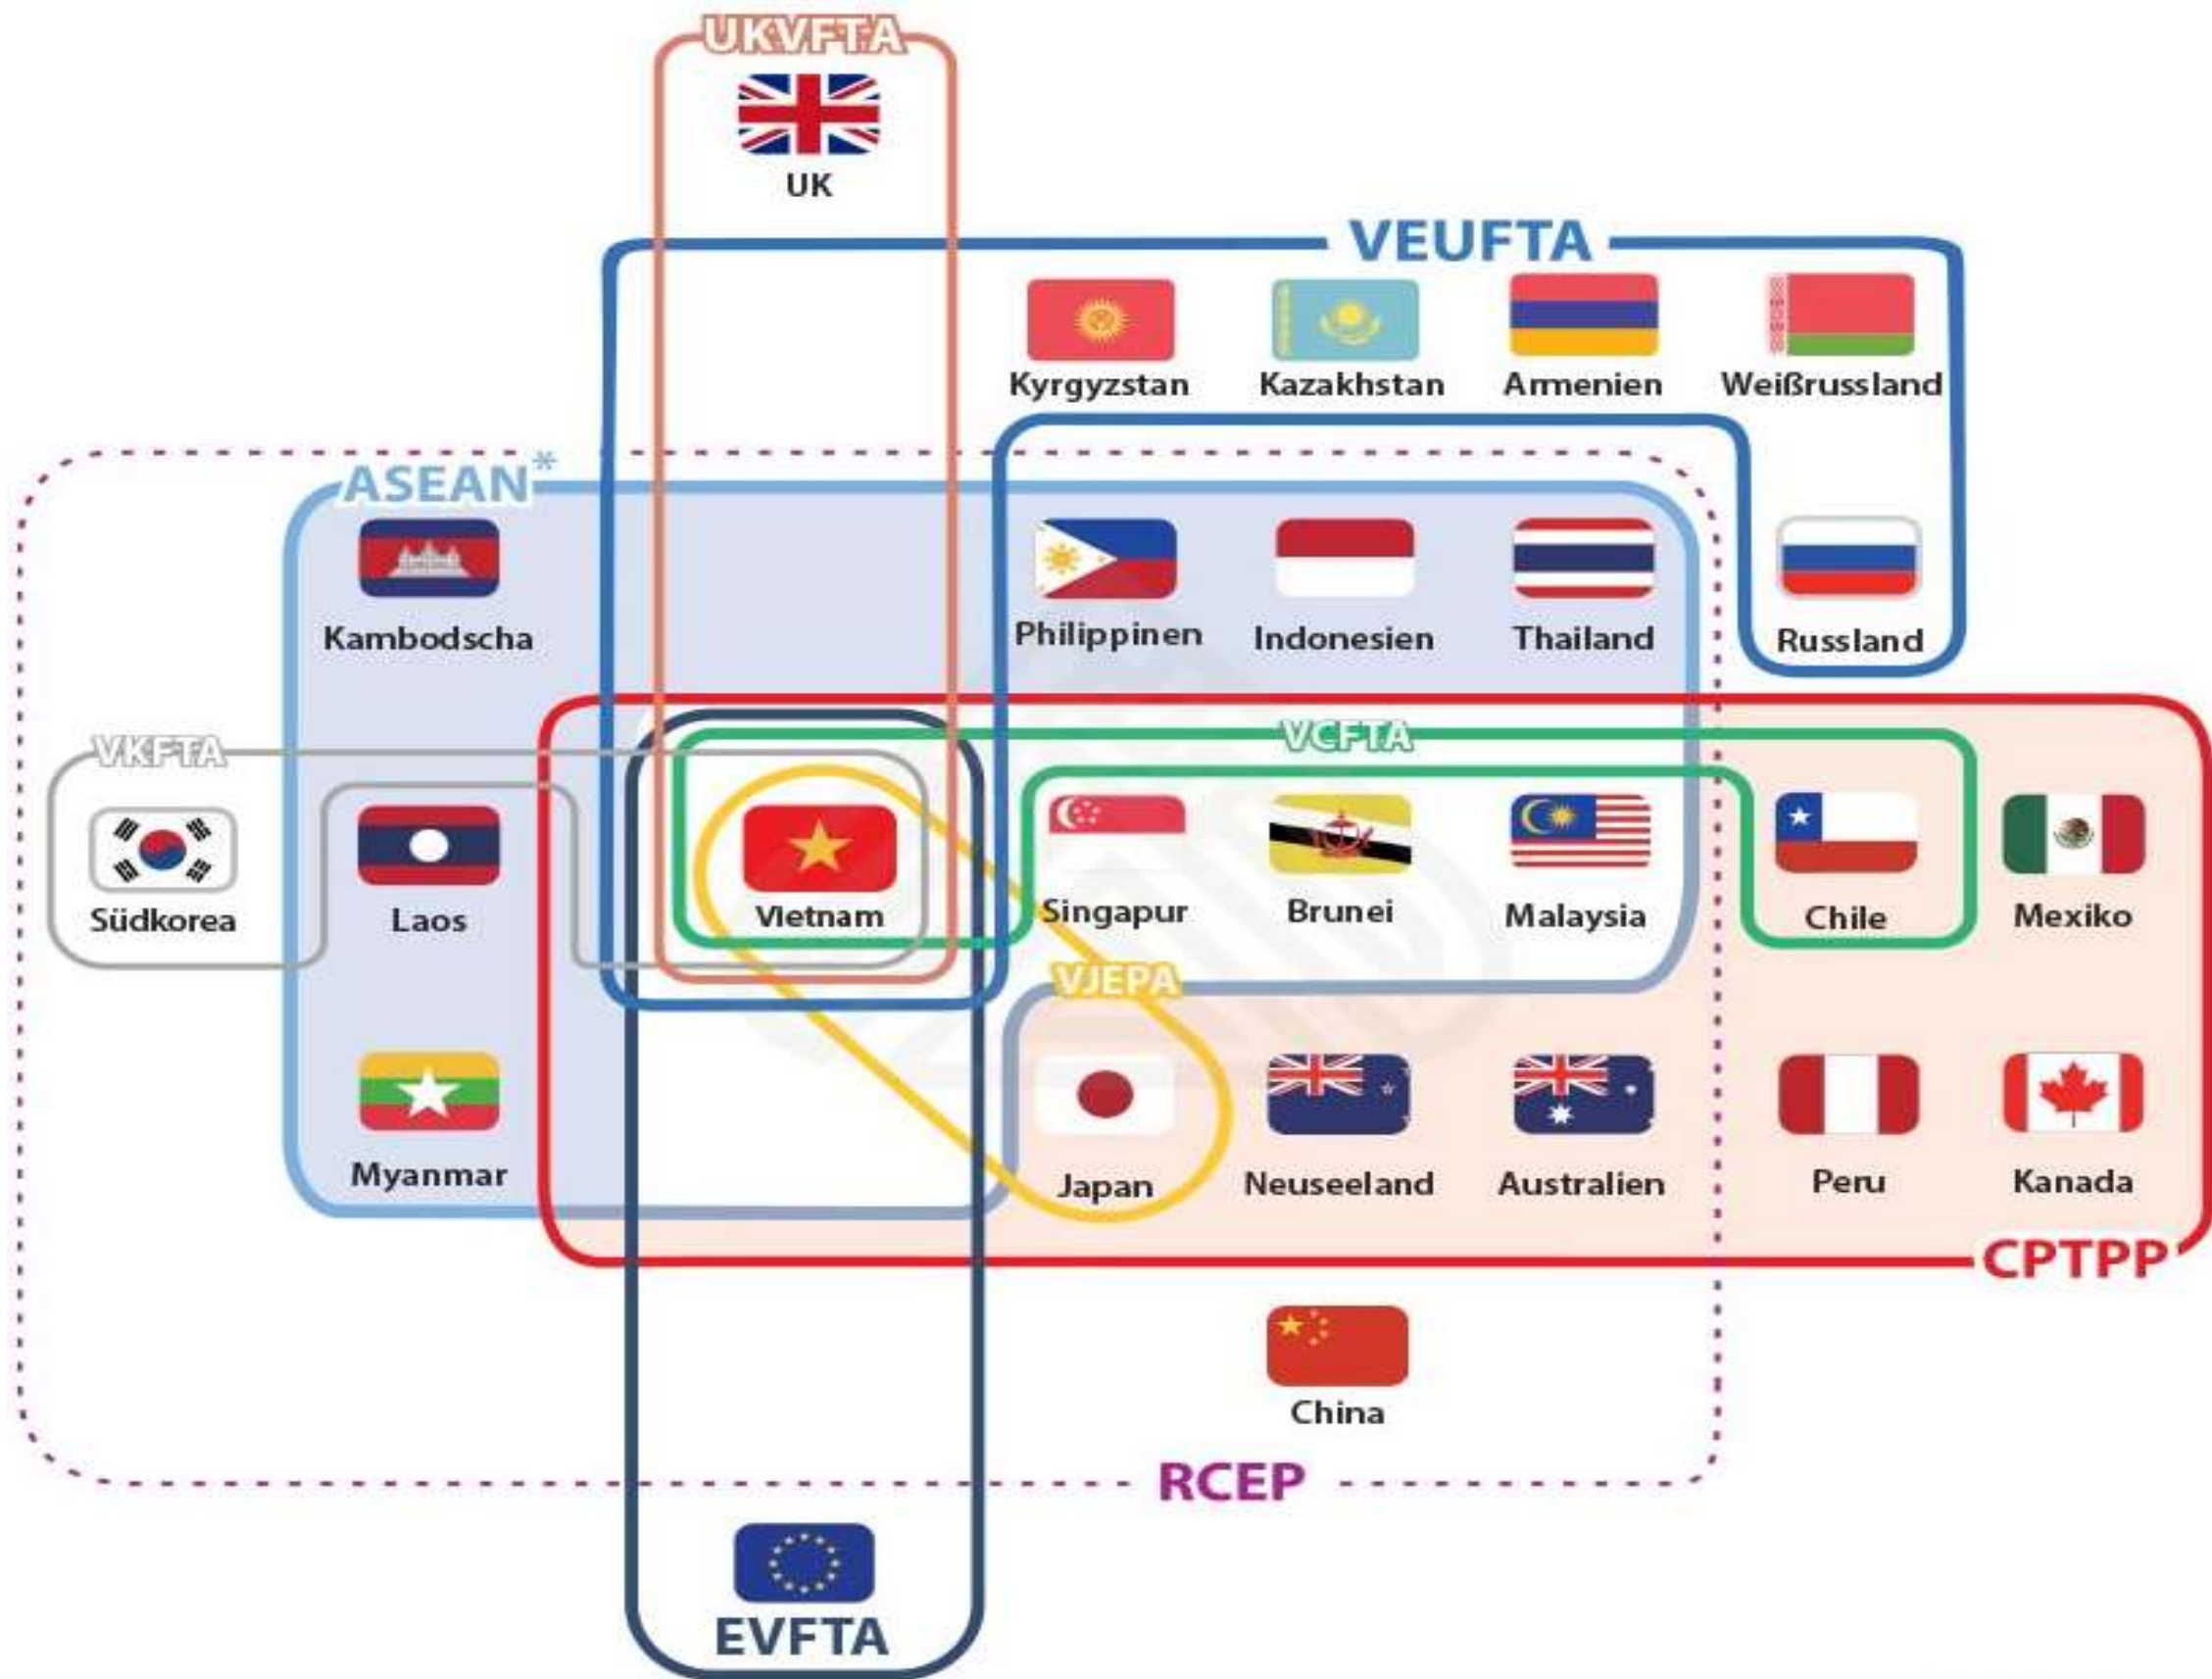 UKVFTA
UK
VEUFTA
Kyrgyzstan Kazakhstan Armenien Weißrussland
ASEAN*
Kambodscha Philippinen Indonesien Thailand Russland
VKFTA VCFTA
Südkorea Laos Vietnam Singapur Brunei Malaysia Chile Mexiko
VJEPA
Myanmar Japan Neuseeland Australien Peru Kanada
CPTPP
China
RCEP
EVFTA